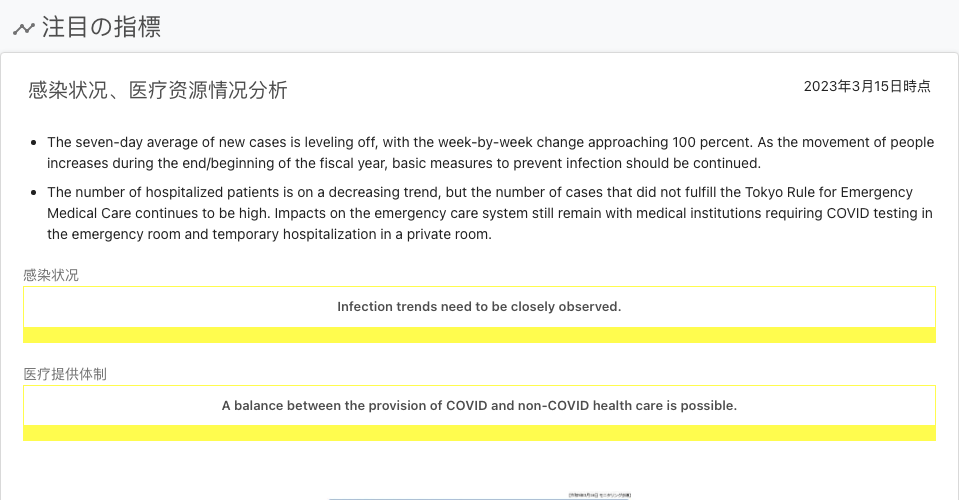 注目の指標
感染状况、医疗资源情况分析
2023年3月15日時点
The seven-day average of new cases is leveling off, with the week-by-week change approaching 100 percent. As the movement of people
increases during the end/beginning of the fiscal year, basic measures to prevent infection should be continued.
The number of hospitalized patients is on a decreasing trend, but the number of cases that did not fulfill the Tokyo Rule for Emergency
Medical Care continues to be high. Impacts on the emergency care system still remain with medical institutions requiring COVID testing in
the emergency room and temporary hospitalization in a private room.
感染状况
Infection trends need to be closely observed.
医疗提供体制
A balance between the provision of COVID and non-COVID health care is possible.